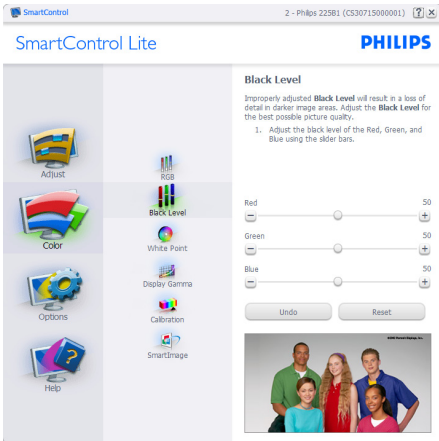 SmartControl
2 - Philips 225B1 (CS30715000001)
SmartControl Lite
PHILIPS
Adjust
Color
Options
Help
RGB
Black Level
White Point
Display Gamma
Calibration
SmartImage
Black Level
Improperly adjusted Black Level will result in a loss of
detail in darker image areas. Adjust the Black Level for
the best possible picture quality.
1. Adjust the black level of the Red, Green, and
Blue using the slider bars.
Red 50
Green 50
Blue 50
Undo Reset